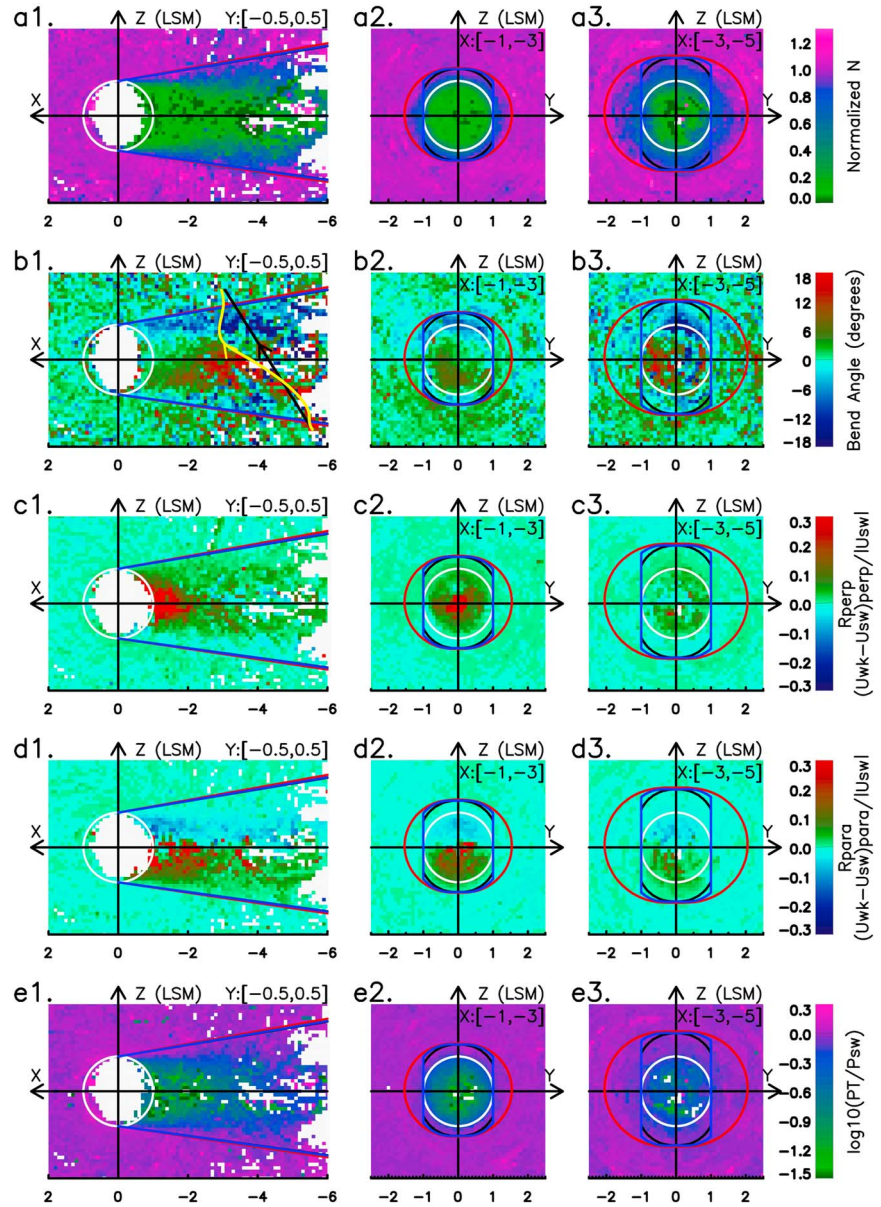 a1. Z (LSM) Y:[−0.5,0.5] a2. Z (LSM) a3. Z (LSM)
X:[−1,−3] X:[−3,−5]
X Y Y
2 0 −2 −4 −6 −2 −1 0 1 2 −2 −1 0 1 2
1.2
1.0
0.8
0.6
0.4
0.2
0.0
Normalized N
b1. Z (LSM) Y:[−0.5,0.5] b2. Z (LSM) b3. Z (LSM)
X:[−1,−3] X:[−3,−5]
X Y Y
2 0 −2 −4 −6 −2 −1 0 1 2 −2 −1 0 1 2
18
12
6
0
−6
−12
−18
Bend Angle (degrees)
c1. Z (LSM) Y:[−0.5,0.5] c2. Z (LSM) c3. Z (LSM)
X:[−1,−3] X:[−3,−5]
X Y Y
2 0 −2 −4 −6 −2 −1 0 1 2 −2 −1 0 1 2
0.3
0.2
0.1
0.0
−0.1
−0.2
−0.3
Rperp
(Uwk−Usw)perp/|Usw|
d1. Z (LSM) Y:[−0.5,0.5] d2. Z (LSM) d3. Z (LSM)
X:[−1,−3] X:[−3,−5]
X Y Y
2 0 −2 −4 −6 −2 −1 0 1 2 −2 −1 0 1 2
0.3
0.2
0.1
0.0
−0.1
−0.2
−0.3
Rpara
(Uwk−Usw)para/|Usw|
e1. Z (LSM) Y:[−0.5,0.5] e2. Z (LSM) e3. Z (LSM)
X:[−1,−3] X:[−3,−5]
X Y Y
2 0 −2 −4 −6 −2 −1 0 1 2 −2 −1 0 1 2
0.3
0.0
−0.3
−0.6
−0.9
−1.2
−1.5
log10(PT/Psw)